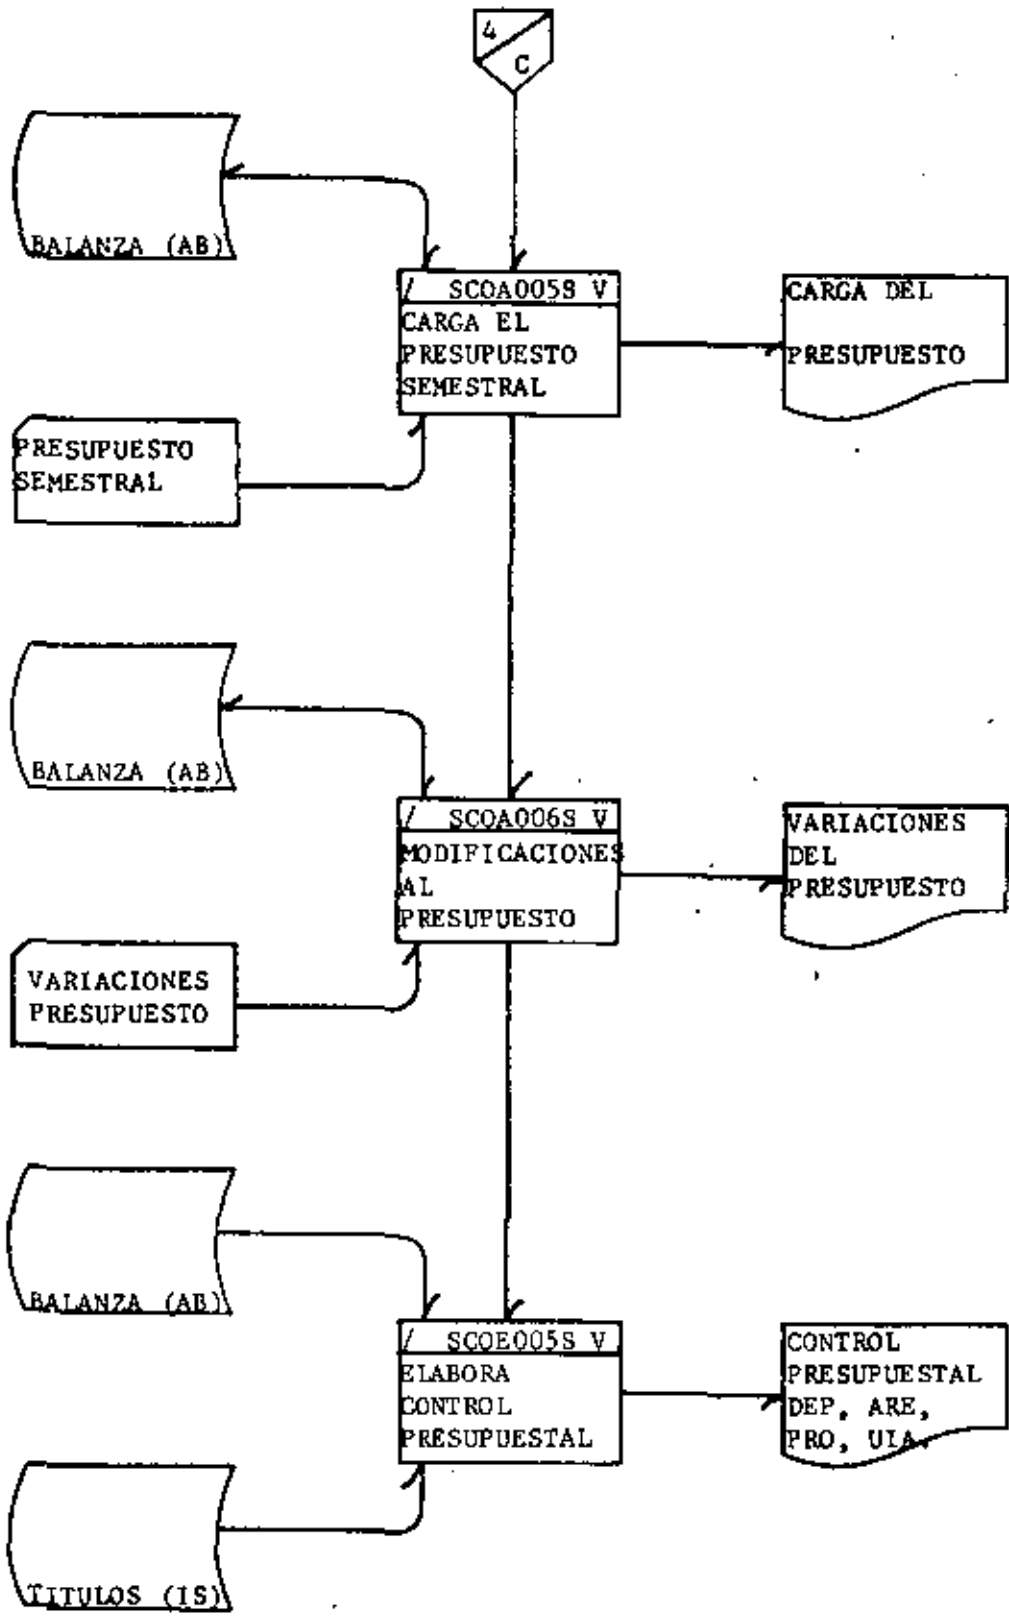 4
C
BALANZA (AB)
/ SCOA005S V
CARGA EL
PRESUPUESTO
SEMESTRAL
CARGA DEL
PRESUPUESTO
PRESUPUESTO
SEMESTRAL
BALANZA (AB)
/ SCOA006S V
MODIFICACIONES
AL
PRESUPUESTO
VARIACIONES
DEL
PRESUPUESTO
VARIACIONES
PRESUPUESTO
BALANZA (AB)
/ SCOE005S V
ELABORA
CONTROL
PRESUPUESTAL
CONTROL
PRESUPUESTAL
DEP, ARE,
PRO, UIA,
TITULOS (IS)